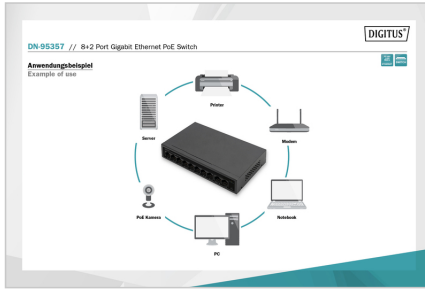 DIGITUS®
DN-95357 // 8+2 Port Gigabit Ethernet PoE Switch
Anwendungsbeispiel
Example of use
Printer
Server
Modem
PoE Kamera
Notebook
PC